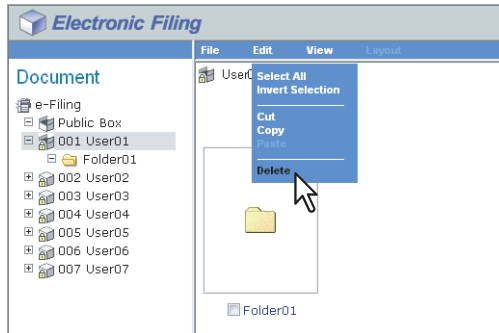 Electronic Filing
File Edit View Layout
Document
e-Filing
Public Box
001 User01
Folder01
002 User02
003 User03
004 User04
005 User05
006 User06
007 User07
Select All
Invert Selection
Cut
Copy
Paste
Delete
Folder01